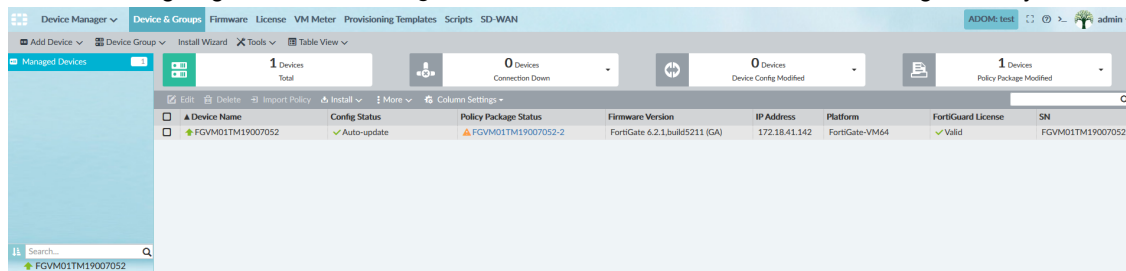 Device Manager Device & Groups Firmware License VM Meter Provisioning Templates Scripts SD-WAN ADOM: test admin
Add Device Device Group Install Wizard Tools Table View
Managed Devices 1
1 Devices
Total
0 Devices
Connection Down
0 Devices
Device Config Modified
1 Devices
Policy Package Modified
Edit Delete Import Policy Install More Column Settings
Device Name Config Status Policy Package Status Firmware Version IP Address Platform FortiGuard License SN
FGVM01TM19007052 Auto-update FGVM01TM19007052-2 FortiGate 6.2.1,build5211 (GA) 172.18.41.142 FortiGate-VM64 Valid FGVM01TM19007052
Search...
FGVM01TM19007052